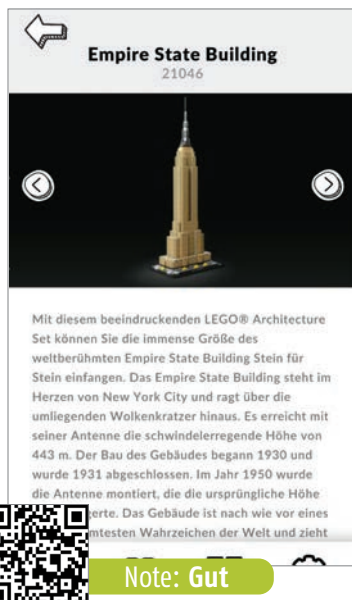 Empire State Building
21046
Mit diesem beeindruckenden LEGO® Architecture
Set können Sie die immense Größe des
weltberühmten Empire State Building Stein für
Stein einfangen. Das Empire State Building steht im
Herzen von New York City und ragt über die
umliegenden Wolkenkratzer hinaus. Es erreicht mit
seiner Antenne die schwindelerregende Höhe von
443 m. Der Bau des Gebäudes begann 1930 und
wurde 1931 abgeschlossen. Im Jahr 1950 wurde
die Antenne montiert, die die ursprüngliche Höhe
gerte. Das Gebäude ist nach wie vor eines
mtesten Wahrzeichen der Welt und zieht
Note: Gut